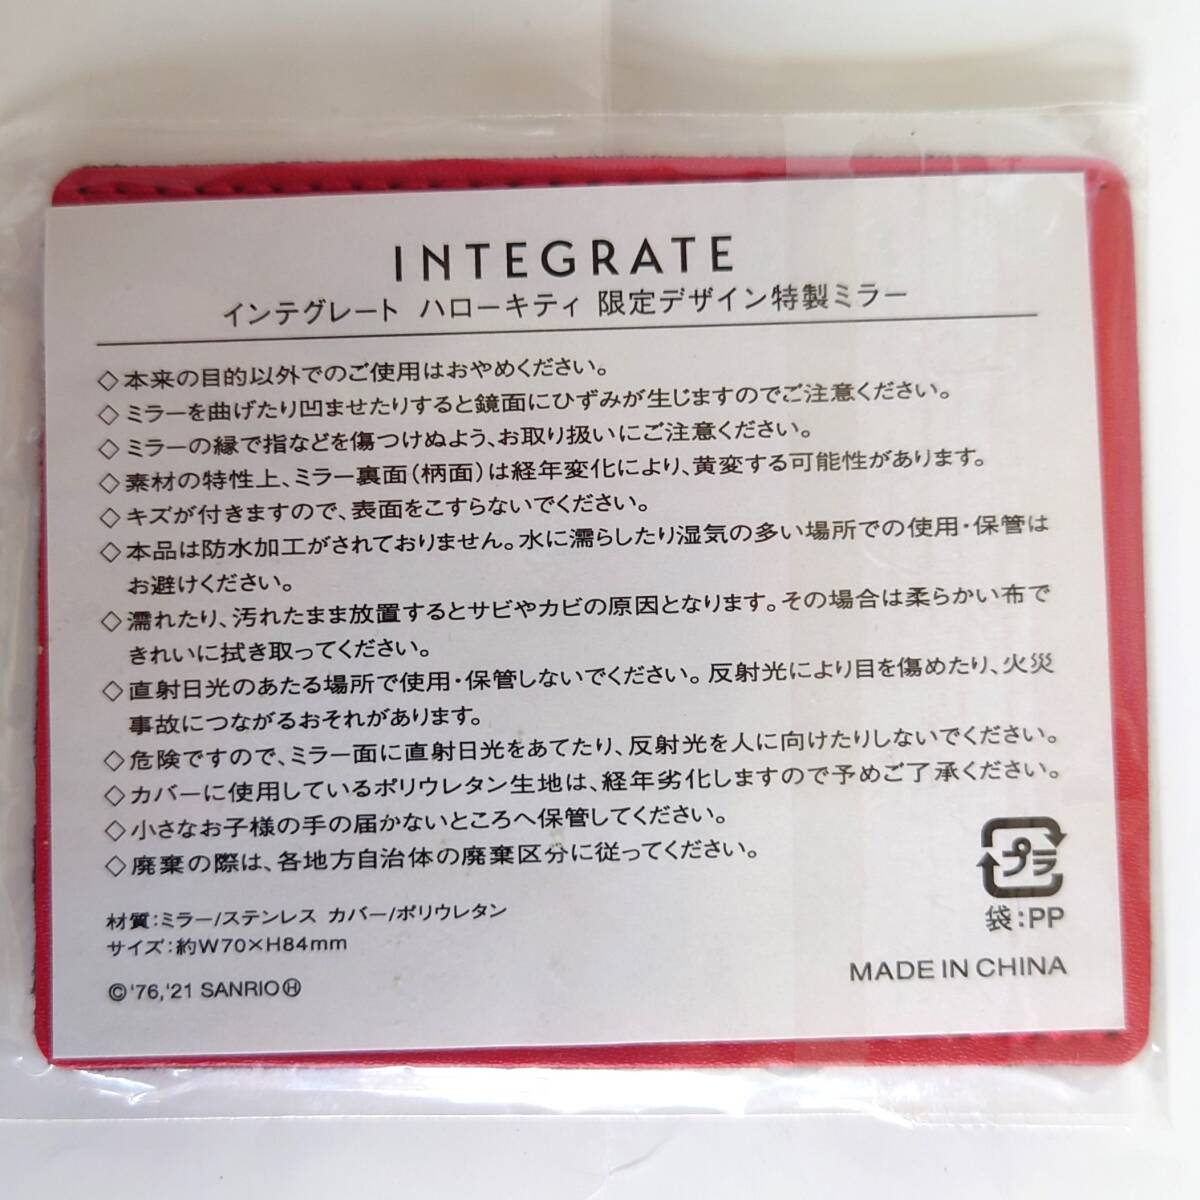 INTEGRATE
インテグレート ハローキティ 限定デザイン特製ミラー
◇本来の目的以外でのご使用はおやめください。
◇ミラーを曲げたり凹ませたりすると鏡面にひずみが生じますのでご注意ください。
◇ミラーの縁で指などを傷つけぬよう、お取り扱いにご注意ください。
◇素材の特性上、ミラー裏面(柄面)は経年変化により、黄変する可能性があります。
◇キズが付きますので、表面をこすらないでください。
◇本品は防水加工がされておりません。水に濡らしたり湿気の多い場所での使用・保管は
お避けください。
◇濡れたり、汚れたまま放置するとサビやカビの原因となります。その場合は柔らかい布で
きれいに拭き取ってください。
◇直射日光のあたる場所で使用・保管しないでください。反射光により目を傷めたり、火災
事故につながるおそれがあります。
◇危険ですので、ミラー面に直射日光をあてたり、反射光を人に向けたりしないでください。
◇カバーに使用しているポリウレタン生地は、経年劣化しますので予めご了承ください。
◇小さなお子様の手の届かないところへ保管してください。
◇廃棄の際は、各地方自治体の廃棄区分に従ってください。
材質:ミラー/ステンレス カバー/ポリウレタン
サイズ:約W70×H84mm
©'76,'21 SANRIOⒽ
プラ
袋:PP
MADE IN CHINA